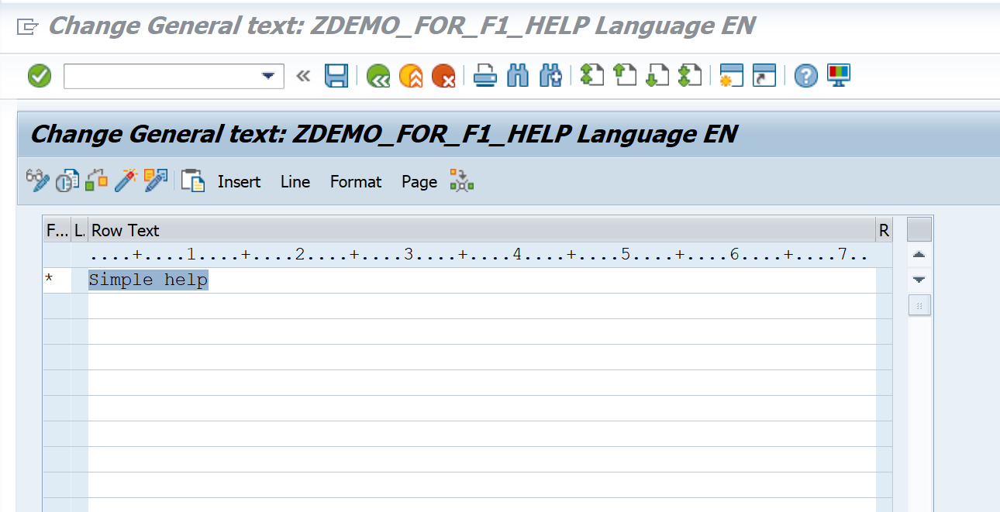 Change General text: ZDEMO_FOR_F1_HELP Language EN
Change General text: ZDEMO_FOR_F1_HELP Language EN
Insert Line Format Page
F... L. Row Text R
....+....1....+....2....+....3....+....4....+....5....+....6....+....7..
* Simple help